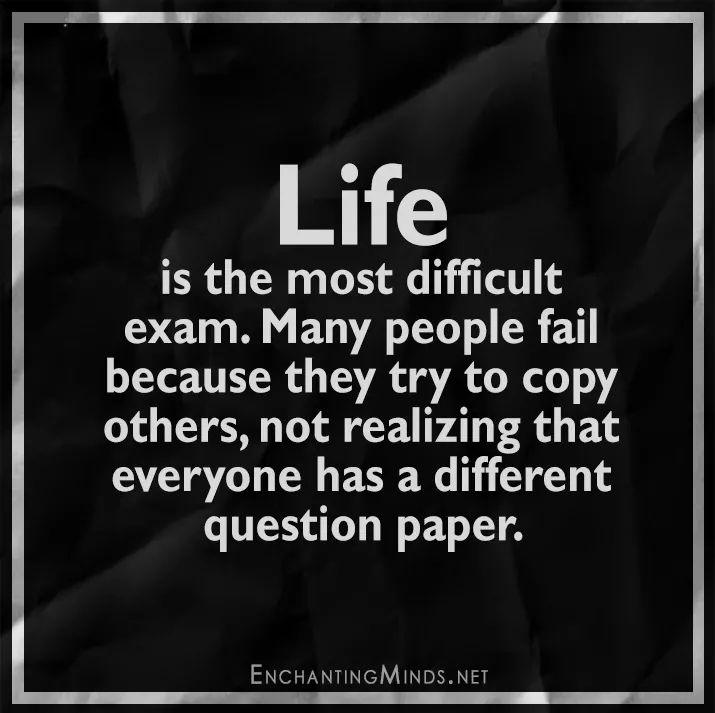 Life
is the most difficult
exam. Many people fail
because they try to copy
others, not realizing that
everyone has a different
question paper.
EnchantingMinds.net